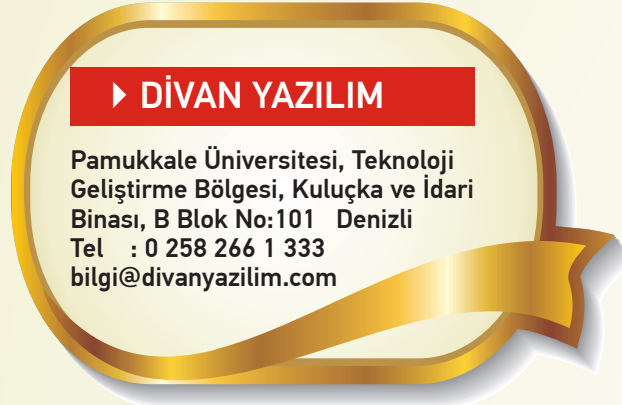 DİVAN YAZILIM
Pamukkale Üniversitesi, Teknoloji
Geliştirme Bölgesi, Kuluçka ve İdari
Binası, B Blok No:101   Denizli
Tel   : 0 258 266 1 333
bilgi@divanyazilim.com